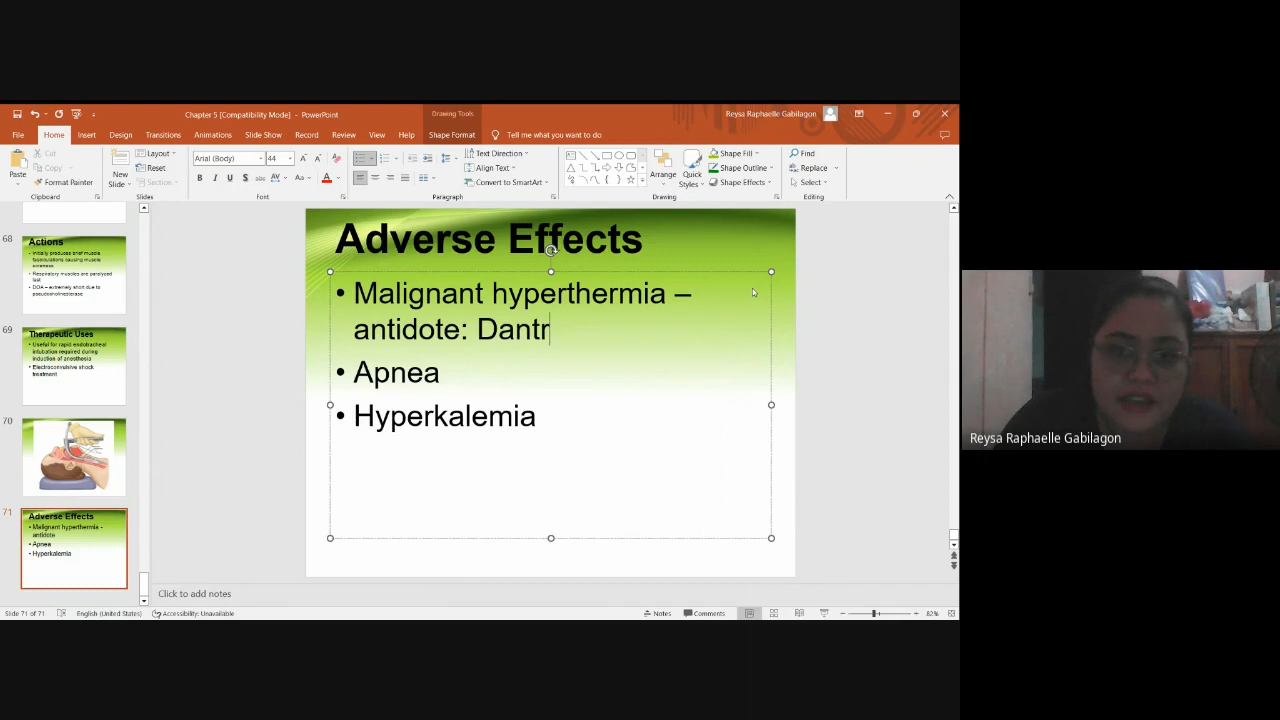 Chapter 5 [Compatibility Mode] - PowerPoint
Drawing Tools
Reysa Raphaelle Gabilagon
File Home Insert Design Transitions Animations Slide Show Record Review View Help Shape Format Tell me what you want to do
Paste
Cut
Copy
Format Painter
Clipboard
New Slide
Layout
Reset
Section
Slides
Arial (Body) 44
Font
Text Direction
Align Text
Convert to SmartArt
Paragraph
Arrange
Quick Styles
Shape Fill
Shape Outline
Shape Effects
Drawing
Find
Replace
Select
Editing
68
Actions
• Initially produces brief muscle
fasciculations causing muscle
soreness
• Respiratory muscles are paralyzed
last
• DOA – extremely short due to
pseudocholinesterase
69
Therapeutic Uses
• Useful for rapid endotracheal
intubation required during
induction of anesthesia
• Electroconvulsive shock
treatment
70
71
Adverse Effects
• Malignant hyperthermia -
antidote
• Apnea
• Hyperkalemia
Adverse Effects
• Malignant hyperthermia –
antidote: Dantr
• Apnea
• Hyperkalemia
Click to add notes
Slide 71 of 71 English (United States) Accessibility: Unavailable Notes Comments 82%
Reysa Raphaelle Gabilagon